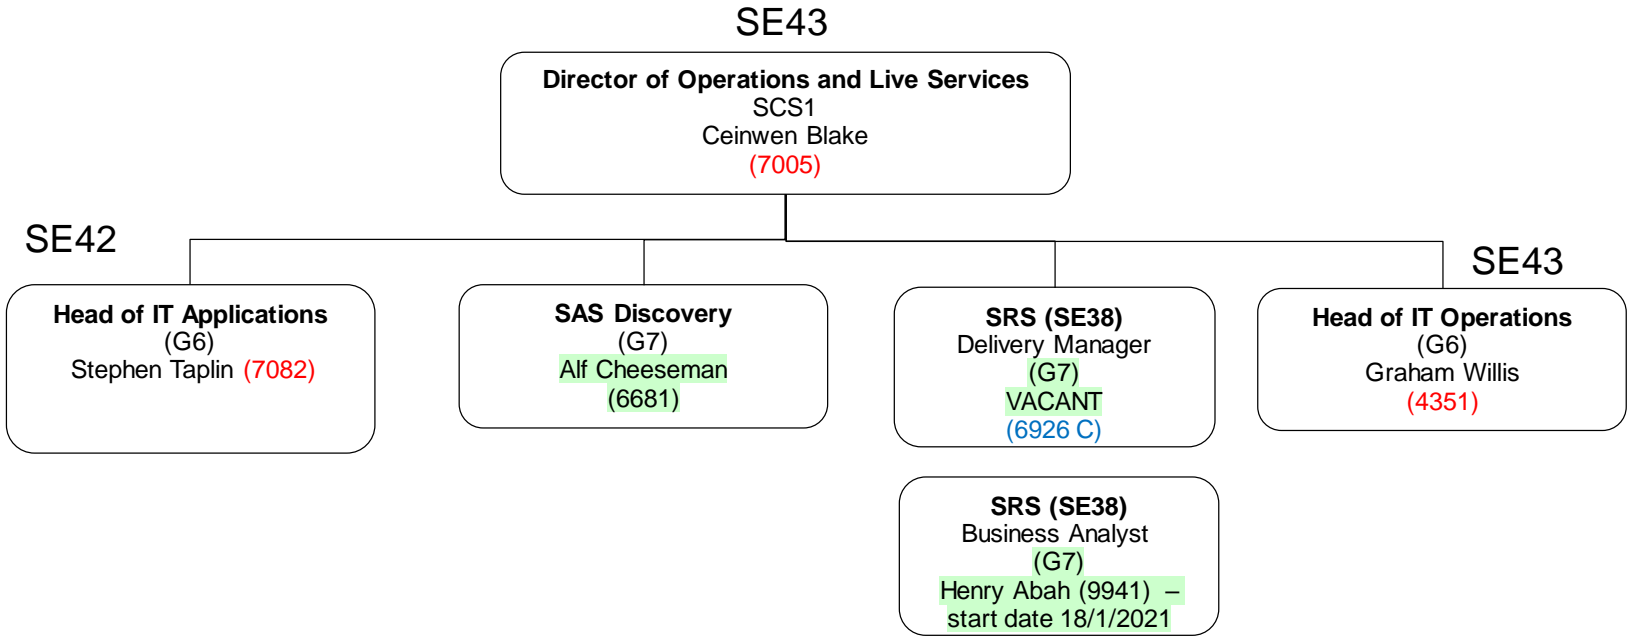 SE43
Director of Operations and Live Services
SCS1
Ceinwen Blake
(7005)
SE42
SE43
Head of IT Applications
(G6)
Stephen Taplin (7082)
SAS Discovery
(G7)
Alf Cheeseman
(6681)
SRS (SE38)
Delivery Manager
(G7)
VACANT
(6926 C)
Head of IT Operations
(G6)
Graham Willis
(4351)
SRS (SE38)
Business Analyst
(G7)
Henry Abah (9941) –
start date 18/1/2021